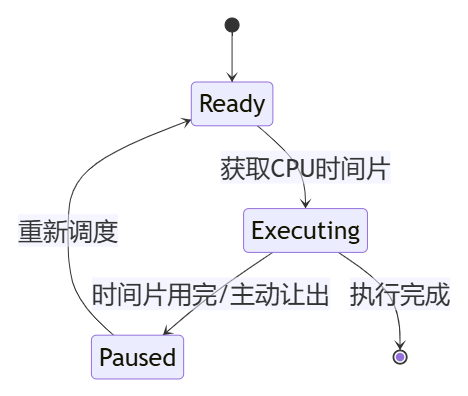 Ready
获取CPU时间片
Executing
重新调度
时间片用完/主动让出
执行完成
Paused